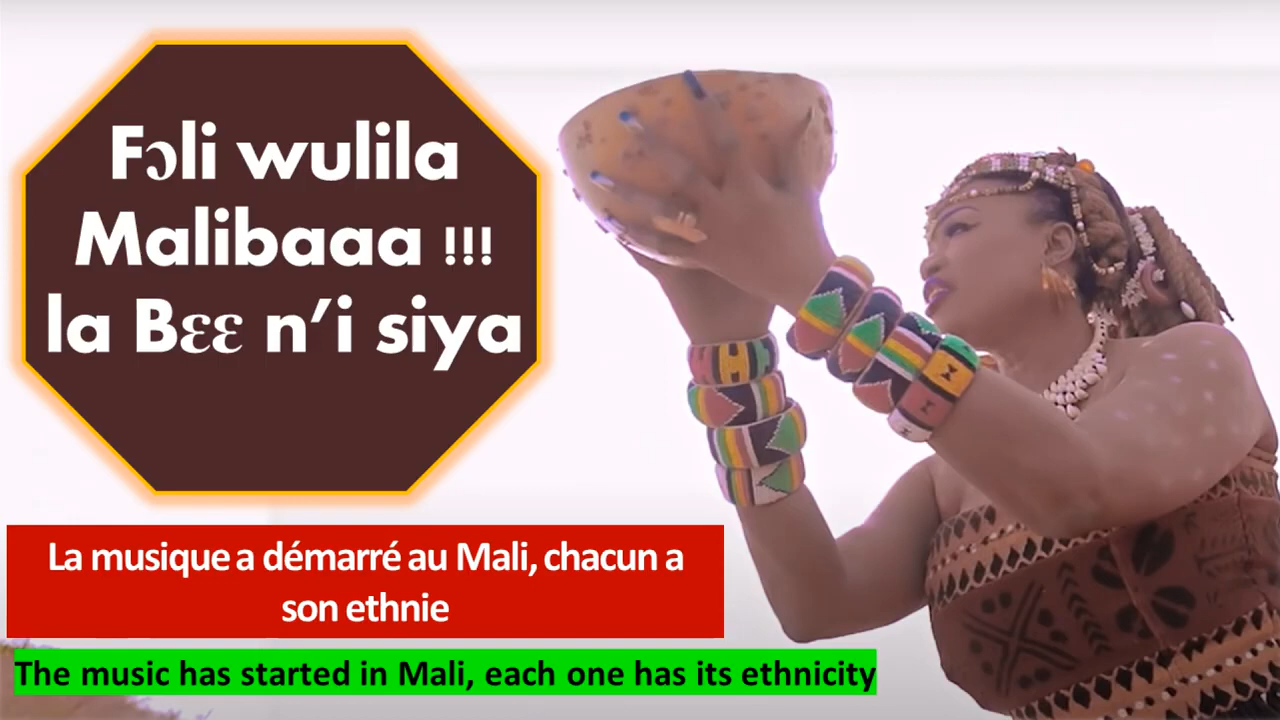 Fɔli wulila
Malibaaa !!!
la Bɛɛ n’i siya
La musique a démarré au Mali, chacun a
son ethnie
The music has started in Mali, each one has its ethnicity